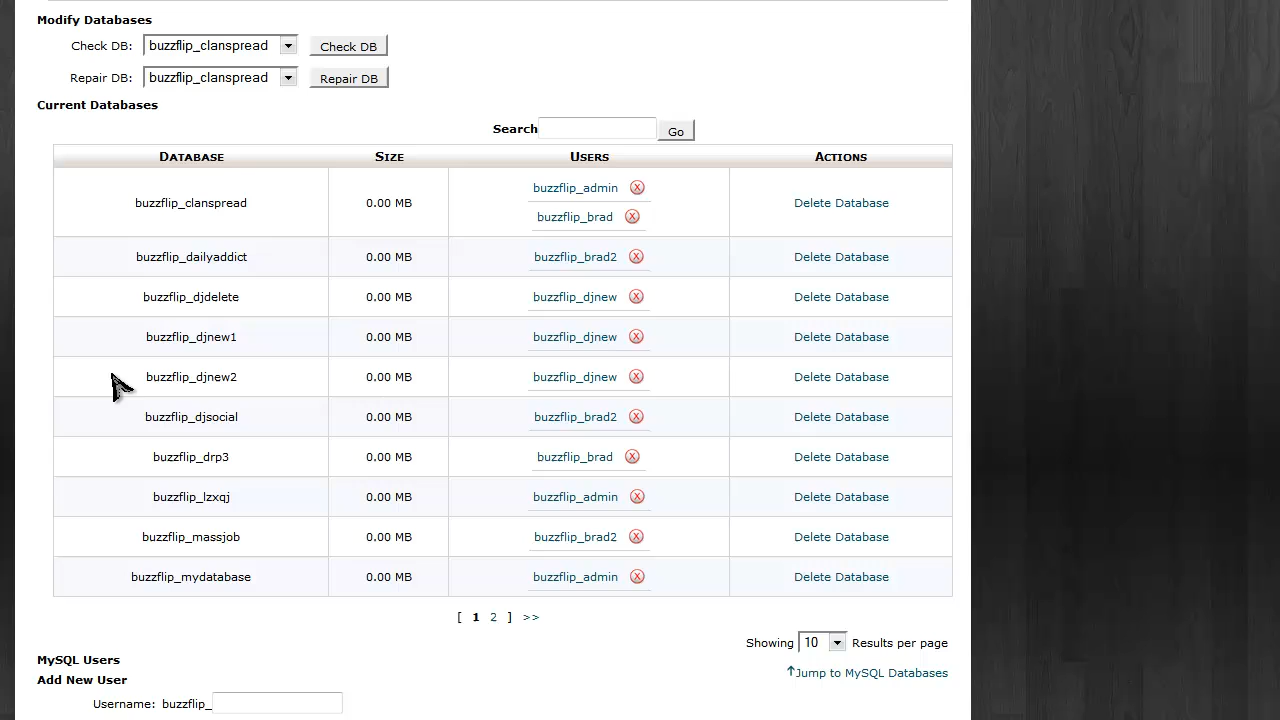 Modify Databases
Check DB: buzzflip_clanspread Check DB
Repair DB: buzzflip_clanspread Repair DB
Current Databases
Search Go
DATABASE SIZE USERS ACTIONS
buzzflip_clanspread 0.00 MB buzzflip_admin Delete Database
buzzflip_brad
buzzflip_dailyaddict 0.00 MB buzzflip_brad2 Delete Database
buzzflip_djdelete 0.00 MB buzzflip_djnew Delete Database
buzzflip_djnew1 0.00 MB buzzflip_djnew Delete Database
buzzflip_djnew2 0.00 MB buzzflip_djnew Delete Database
buzzflip_djsocial 0.00 MB buzzflip_brad2 Delete Database
buzzflip_drp3 0.00 MB buzzflip_brad Delete Database
buzzflip_lzxqj 0.00 MB buzzflip_admin Delete Database
buzzflip_massjob 0.00 MB buzzflip_brad2 Delete Database
buzzflip_mydatabase 0.00 MB buzzflip_admin Delete Database
[ 1 2 ] >>
Showing 10 Results per page
MySQL Users
↑Jump to MySQL Databases
Add New User
Username: buzzflip_